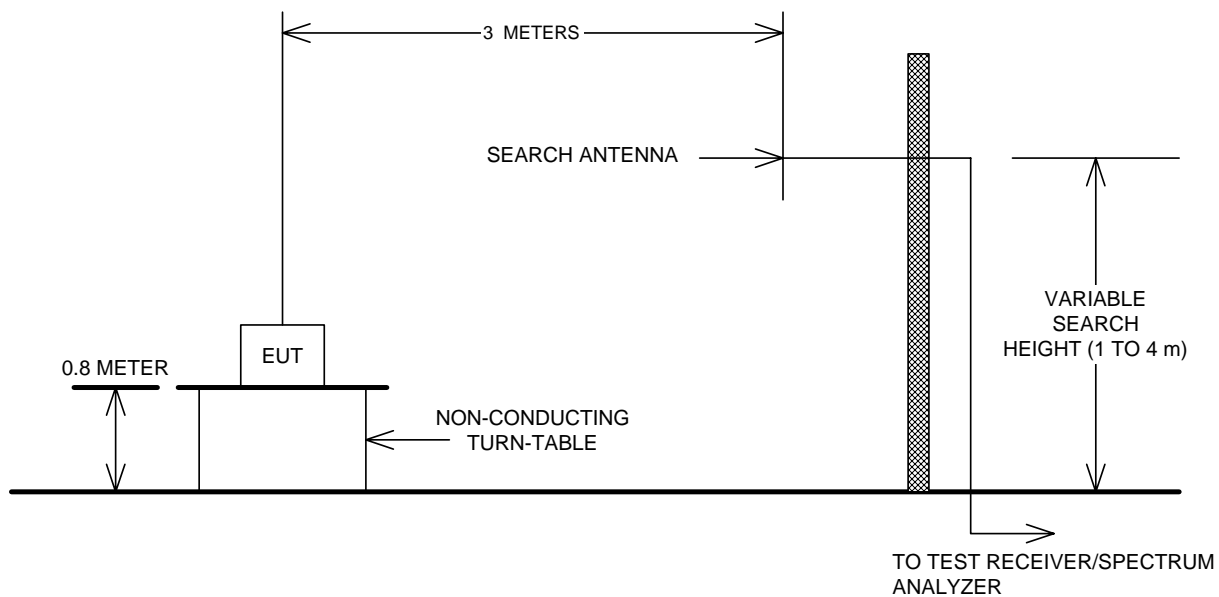 3 METERS
SEARCH ANTENNA
EUT
0.8 METER
VARIABLE
SEARCH
HEIGHT (1 TO 4 m)
NON-CONDUCTING
TURN-TABLE
TO TEST RECEIVER/SPECTRUM
ANALYZER